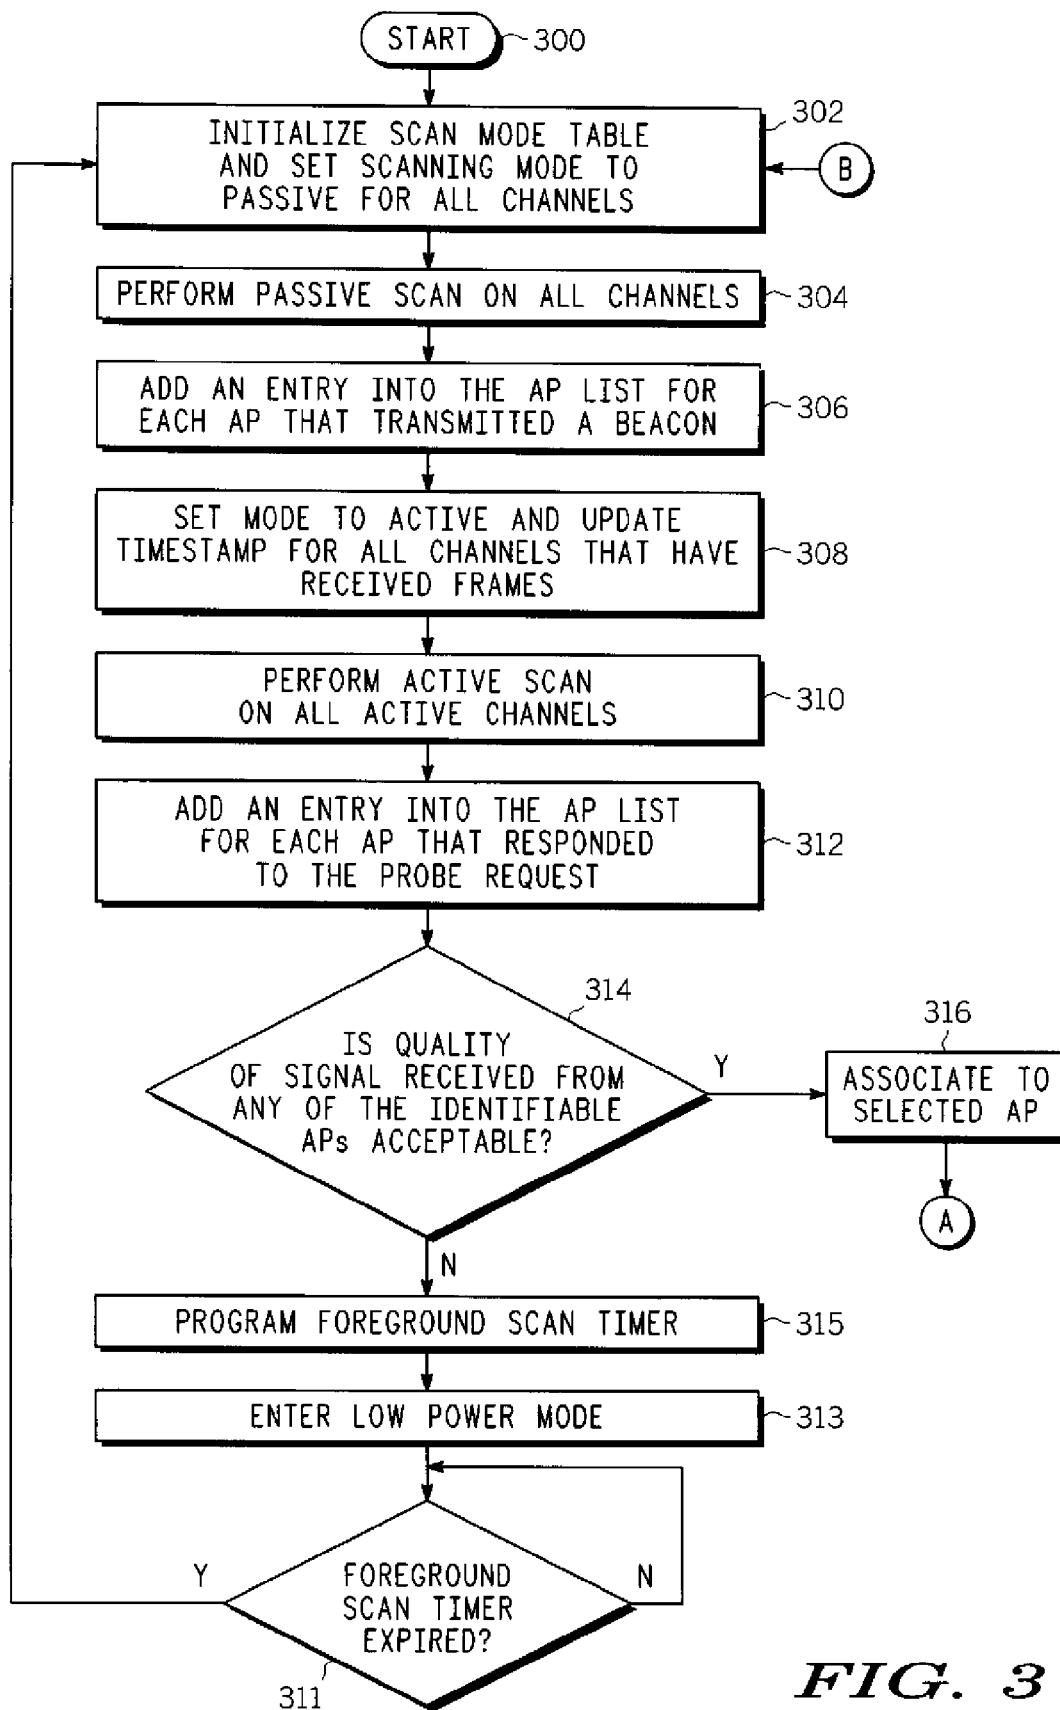 START
300
INITIALIZE SCAN MODE TABLE
AND SET SCANNING MODE TO
PASSIVE FOR ALL CHANNELS
302
B
PERFORM PASSIVE SCAN ON ALL CHANNELS
304
ADD AN ENTRY INTO THE AP LIST FOR
EACH AP THAT TRANSMITTED A BEACON
306
SET MODE TO ACTIVE AND UPDATE
TIMESTAMP FOR ALL CHANNELS THAT HAVE
RECEIVED FRAMES
308
PERFORM ACTIVE SCAN
ON ALL ACTIVE CHANNELS
310
ADD AN ENTRY INTO THE AP LIST
FOR EACH AP THAT RESPONDED
TO THE PROBE REQUEST
312
IS QUALITY
OF SIGNAL RECEIVED FROM
ANY OF THE IDENTIFIABLE
APs ACCEPTABLE?
314
Y
316
ASSOCIATE TO
SELECTED AP
A
N
PROGRAM FOREGROUND SCAN TIMER
315
ENTER LOW POWER MODE
313
Y
FOREGROUND
SCAN TIMER
EXPIRED?
N
311
FIG. 3